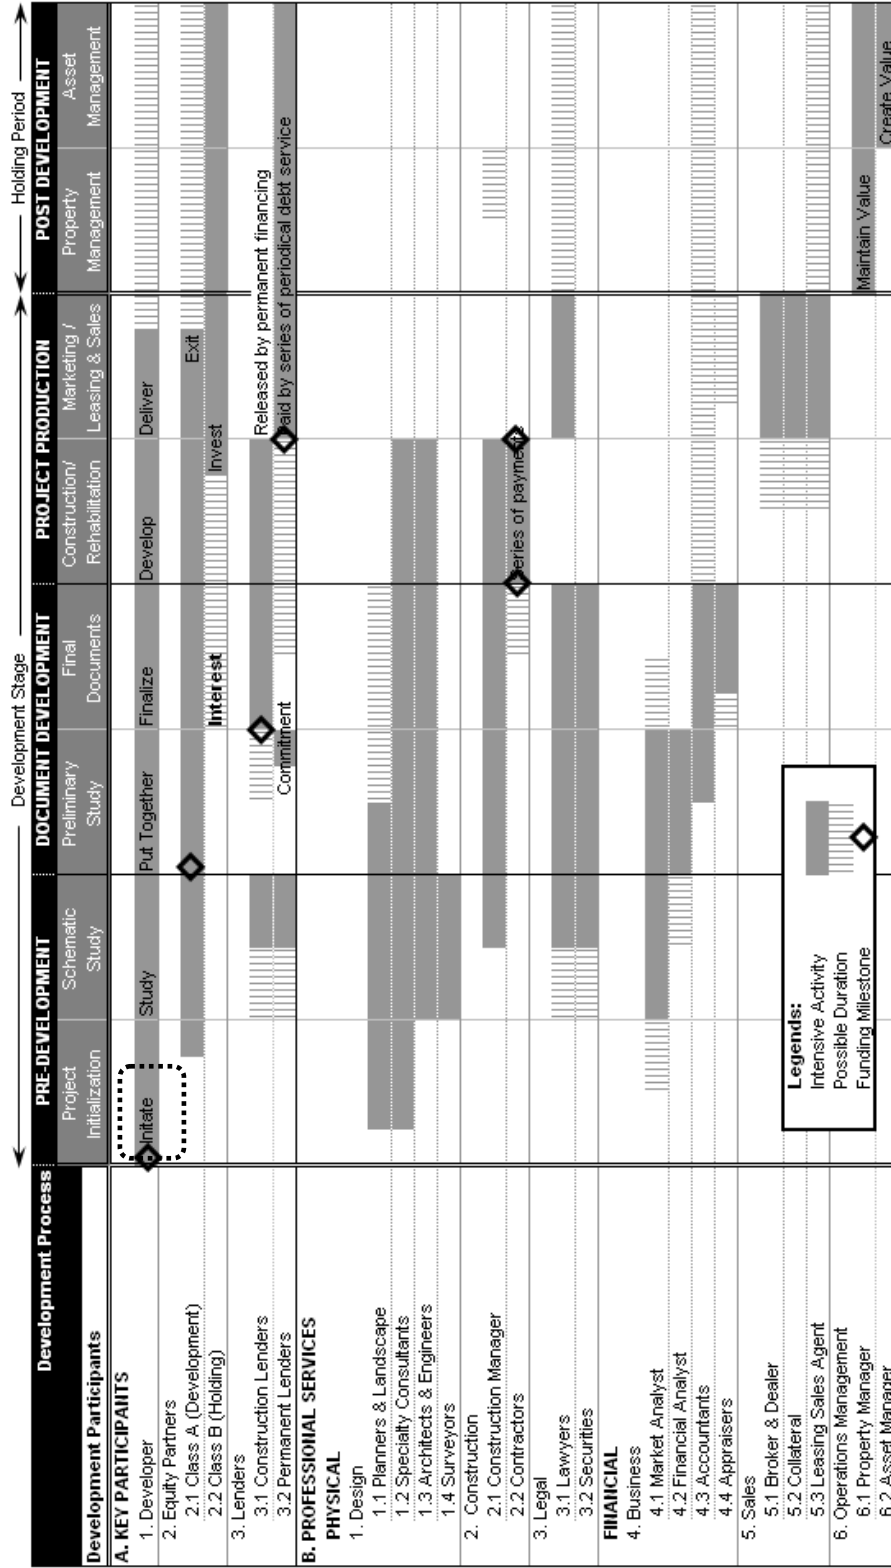 Development Stage
Holding Period
Development Process
PRE-DEVELOPMENT
DOCUMENT DEVELOPMENT
PROJECT PRODUCTION
POST DEVELOPMENT
Development Participants
Project Initialization
Schematic Study
Preliminary Study
Final Documents
Construction/ Rehabilitation
Marketing / Leasing & Sales
Property Management
Asset Management
A. KEY PARTICIPANTS
1. Developer
Initate
Study
Put Together
Finalize
Develop
Deliver
2. Equity Partners
2.1 Class A (Development)
Exit
2.2 Class B (Holding)
Interest
Invest
3. Lenders
3.1 Construction Lenders
Released by permanent financing
3.2 Permanent Lenders
Commitment
Paid by series of periodical debt service
B. PROFESSIONAL SERVICES
PHYSICAL
1. Design
1.1 Planners & Landscape
1.2 Specialty Consultants
1.3 Architects & Engineers
1.4 Surveyors
2. Construction
2.1 Construction Manager
2.2 Contractors
Series of payments
3. Legal
3.1 Lawyers
3.2 Securities
FINANCIAL
4. Business
4.1 Market Analyst
4.2 Financial Analyst
4.3 Accountants
4.4 Appraisers
5. Sales
5.1 Broker & Dealer
5.2 Collateral
5.3 Leasing Sales Agent
6. Operations Management
6.1 Property Manager
Maintain Value
6.2 Asset Manager
Create Value
Legends:
Intensive Activity
Possible Duration
Funding Milestone